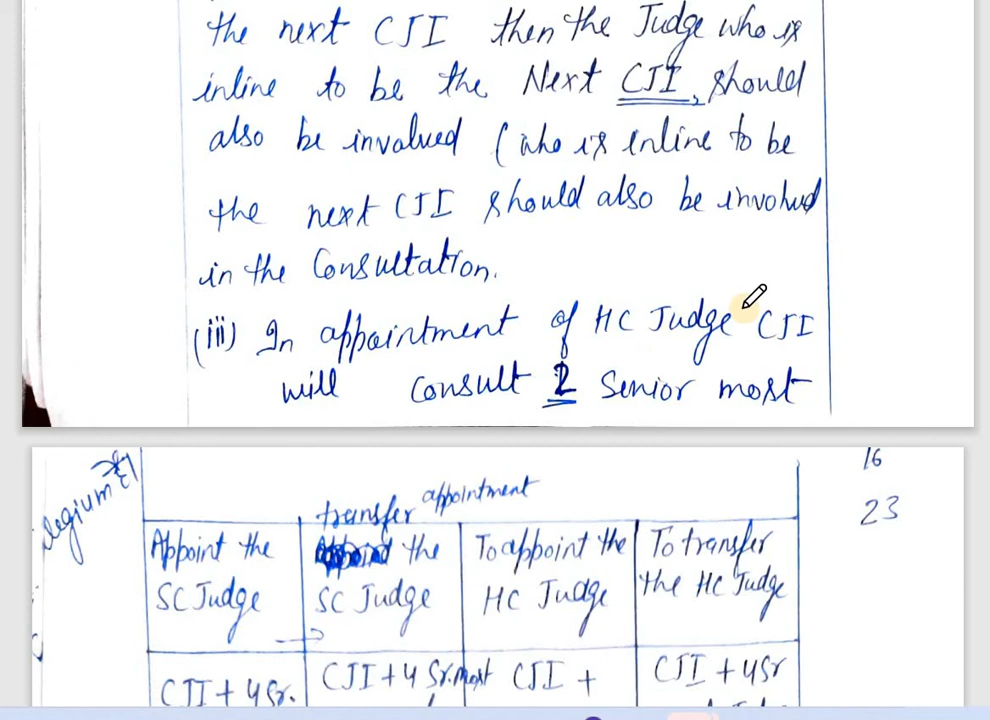 the next CJI then the Judge who is
inline to be the Next CJI, should
also be involved (who is inline to be
the next CJI should also be involved
in the Consultation.
(iii) In appointment of HC Judge CJI
will consult 2 Senior most
16
23
transfer appointment
Appoint the
SC Judge
the
SC Judge
To appoint the
HC Judge
To transfer
the HC Judge
CJI + 4 Sr.
CJI + 4 Sr. most
CJI +
CJI + 4 Sr